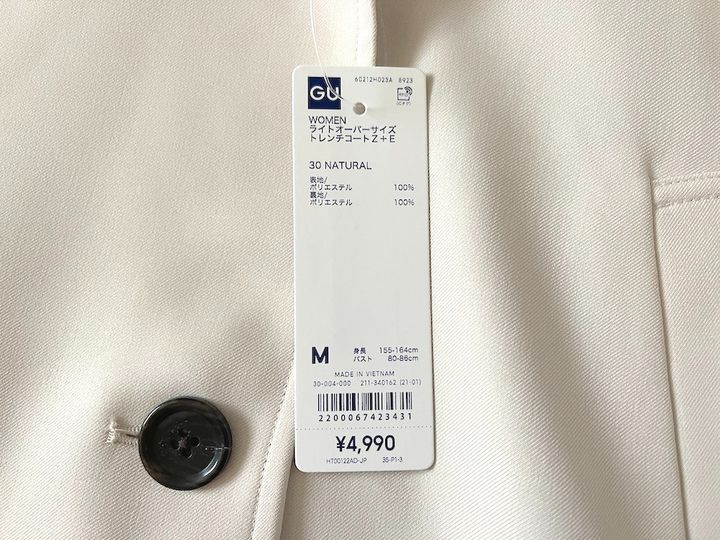 GU
60212H023A 8923
WOMEN
ライトオーバーサイズ
トレンチコートZ+E
30 NATURAL
表地/
ポリエステル 100%
裏地/
ポリエステル 100%
M 身長 155-164cm
バスト 80-86cm
MADE IN VIETNAM
30-004-000 211-340162 (21-01)
2200067423431
¥4,990
HT00122AD-JP 35-P1-3